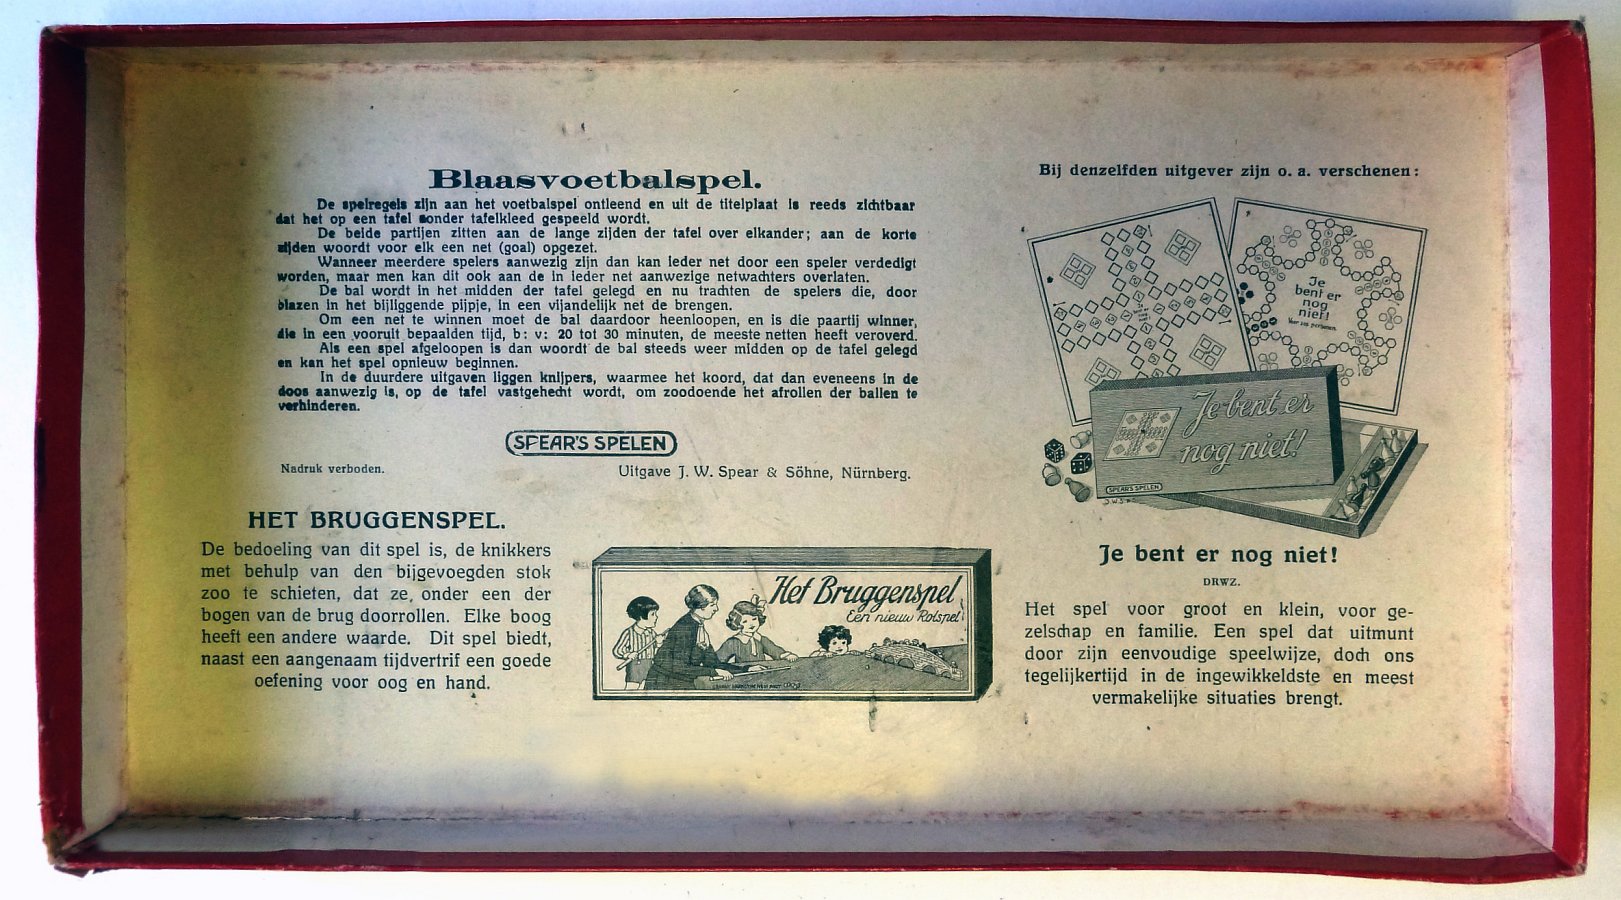 Blaasvoetbalspel.
De spelregels zijn aan het voetbalspel ontleend en uit de titelplaat is reeds zichtbaar
dat het op een tafel zonder tafelkleed gespeeld wordt.
De beide partijen zitten aan de lange zijden der tafel over elkander; aan de korte
zijden woordt voor elk een net (goal) opgezet.
Wanneer meerdere spelers aanwezig zijn dan kan ieder net door een speler verdedigt
worden, maar men kan dit ook aan de in ieder net aanwezige netwachters overlaten.
De bal wordt in het midden der tafel gelegd en nu trachten de spelers die, door
blazen in het bijliggende pijpje, in een vijandelijk net de brengen.
Om een net te winnen moet de bal daardoor heenloopen, en is die paartij winner,
die in een vooruit bepaalden tijd, b: v: 20 tot 30 minuten, de meeste netten heeft veroverd.
Als een spel afgeloopen is dan woordt de bal steeds weer midden op de tafel gelegd
en kan het spel opnieuw beginnen.
In de duurdere uitgaven liggen knijpers, waarmee het koord, dat dan eveneens in de
doos aanwezig is, op de tafel vastgehecht wordt, om zoodoende het afrollen der ballen te
verhinderen.
SPEAR'S SPELEN
Nadruk verboden.
Uitgave J. W. Spear & Söhne, Nürnberg.
HET BRUGGENSPEL.
De bedoeling van dit spel is, de knikkers
met behulp van den bijgevoegden stok
zoo te schieten, dat ze onder een der
bogen van de brug doorrollen. Elke boog
heeft een andere waarde. Dit spel biedt,
naast een aangenaam tijdvertrif een goede
oefening voor oog en hand.
Het Bruggenspel
Een nieuw Rolspel
Bij denzelfden uitgever zijn o. a. verschenen:
Je
bent er
nog
niet!
Je bent er
nog niet!
SPEAR'S SPELEN
Je bent er nog niet!
DRWZ.
Het spel voor groot en klein, voor ge-
zelschap en familie. Een spel dat uitmunt
door zijn eenvoudige speelwijze, doch ons
tegelijkertijd in de ingewikkeldste en meest
vermakelijke situaties brengt.